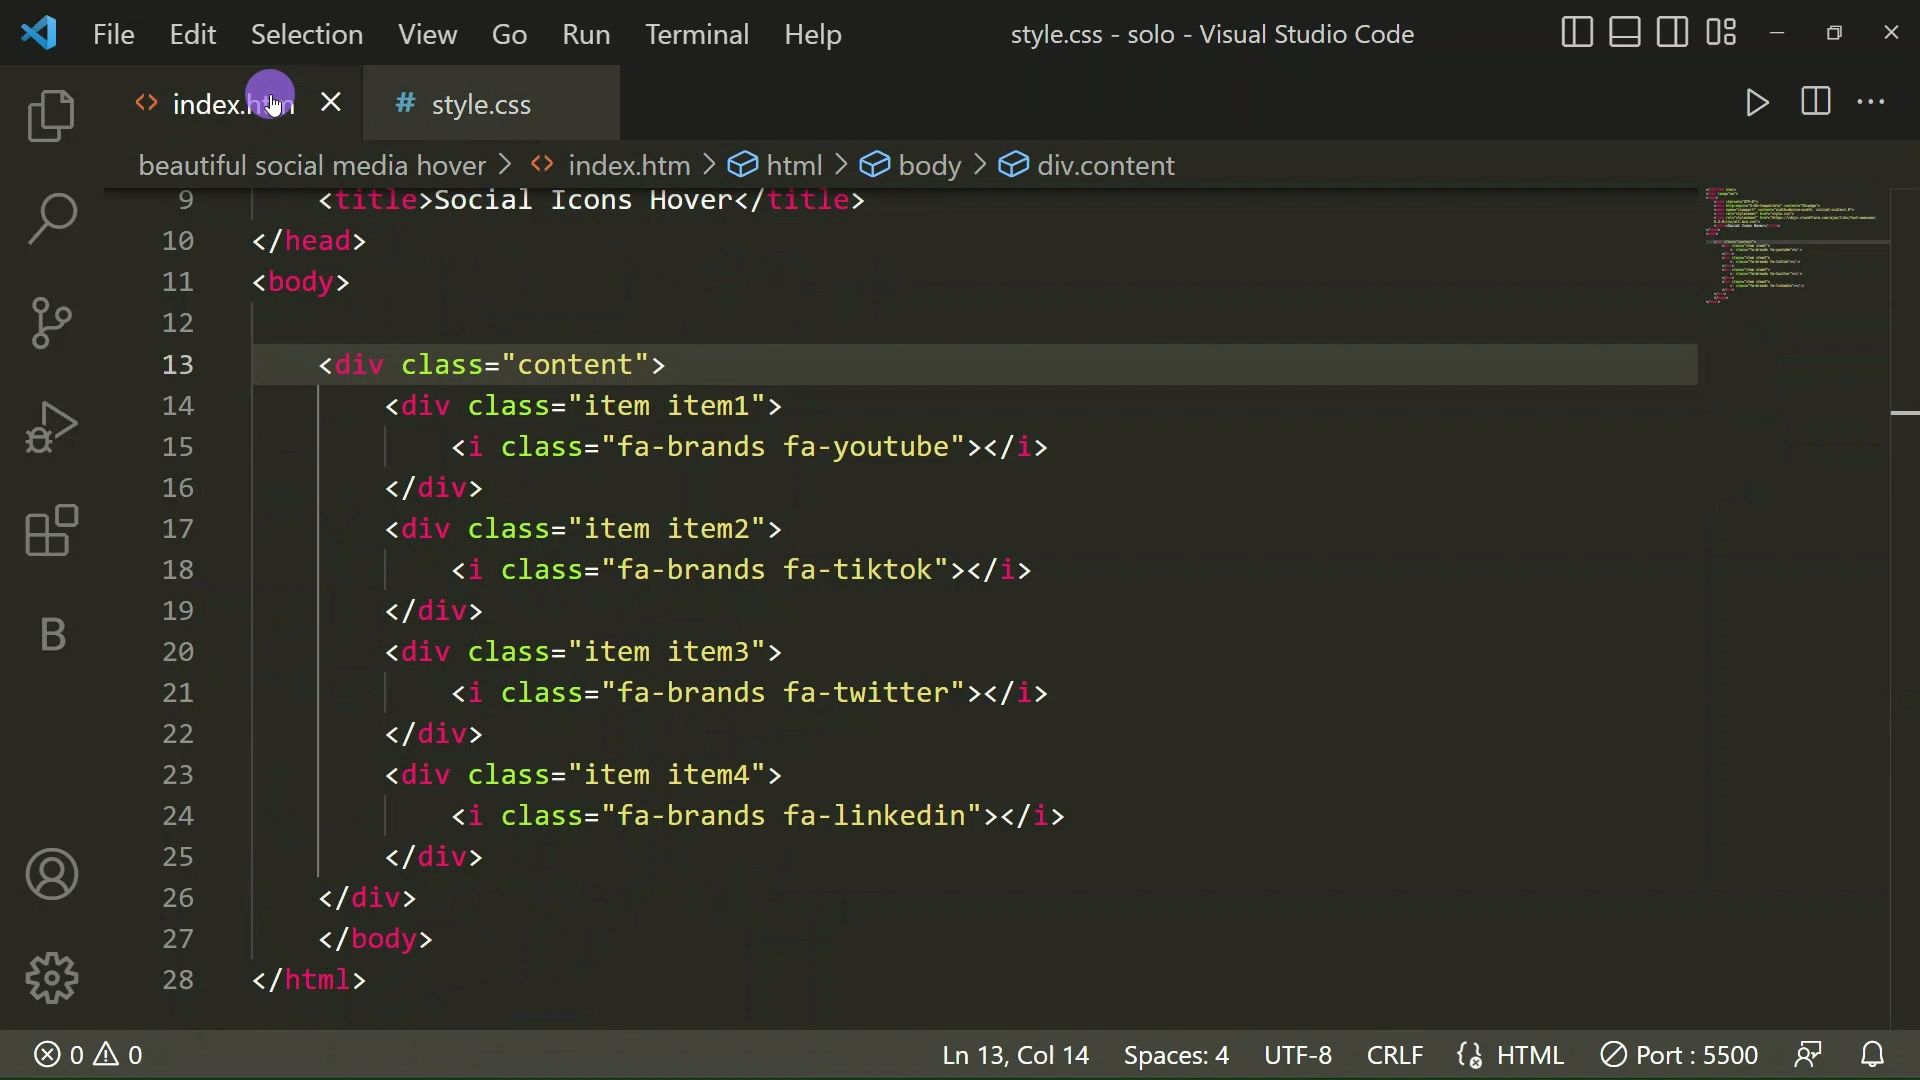 File Edit Selection View Go Run Terminal Help style.css - solo - Visual Studio Code
index.htm # style.css
beautiful social media hover > index.htm > html > body > div.content
9 <title>Social Icons Hover</title>
10 </head>
11 <body>
12
13 <div class="content">
14 <div class="item item1">
15 <i class="fa-brands fa-youtube"></i>
16 </div>
17 <div class="item item2">
18 <i class="fa-brands fa-tiktok"></i>
19 </div>
20 <div class="item item3">
21 <i class="fa-brands fa-twitter"></i>
22 </div>
23 <div class="item item4">
24 <i class="fa-brands fa-linkedin"></i>
25 </div>
26 </div>
27 </body>
28 </html>
B
0 0 Ln 13, Col 14 Spaces: 4 UTF-8 CRLF HTML Port : 5500